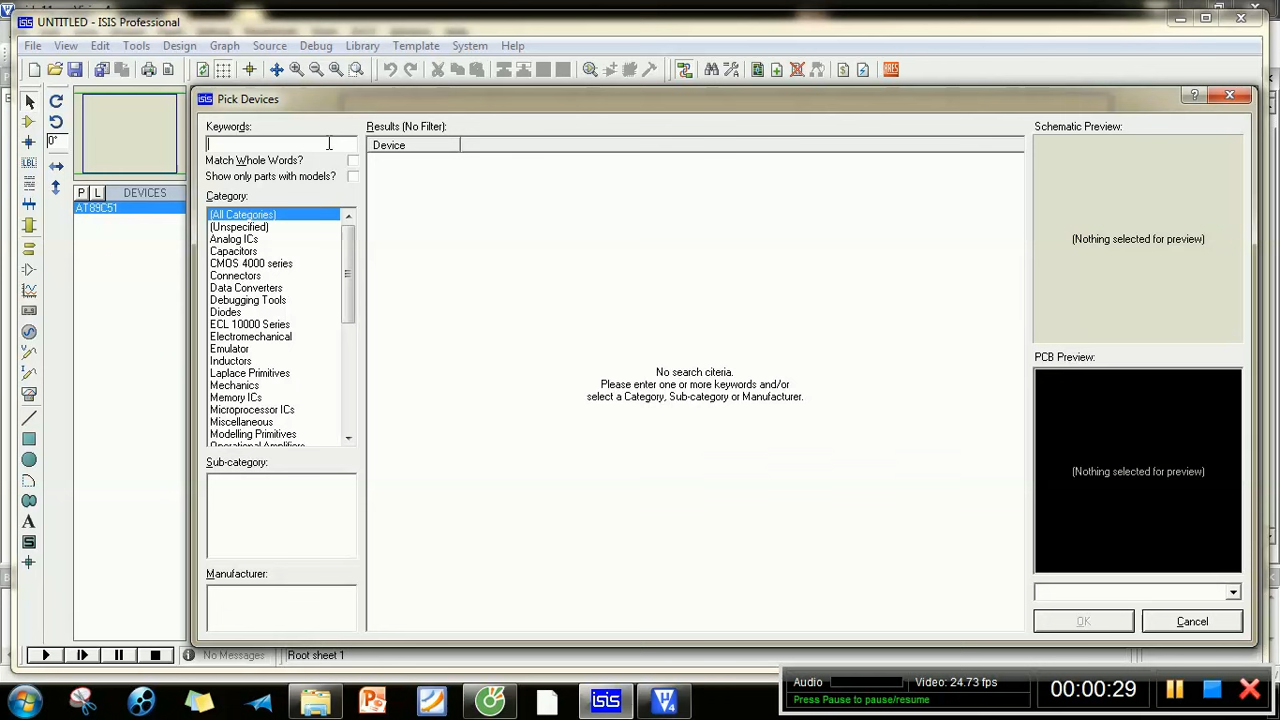 UNTITLED - ISIS Professional
File View Edit Tools Design Graph Source Debug Library Template System Help
ARES
Pick Devices
Keywords:
Results (No Filter):
Schematic Preview:
Device
Match Whole Words?
Show only parts with models?
0°
LBL
P L DEVICES
AT89C51
Category:
(All Categories)
(Unspecified)
Analog ICs
Capacitors
CMOS 4000 series
Connectors
Data Converters
Debugging Tools
Diodes
ECL 10000 Series
Electromechanical
Emulator
Inductors
Laplace Primitives
Mechanics
Memory ICs
Microprocessor ICs
Miscellaneous
Modelling Primitives
Operational Amplifiers
(Nothing selected for preview)
No search citeria.
Please enter one or more keywords and/or
select a Category, Sub-category or Manufacturer.
PCB Preview:
(Nothing selected for preview)
Sub-category:
Manufacturer:
OK Cancel
No Messages Root sheet 1
Audio Video: 24.73 fps
Press Pause to pause/resume
00:00:29